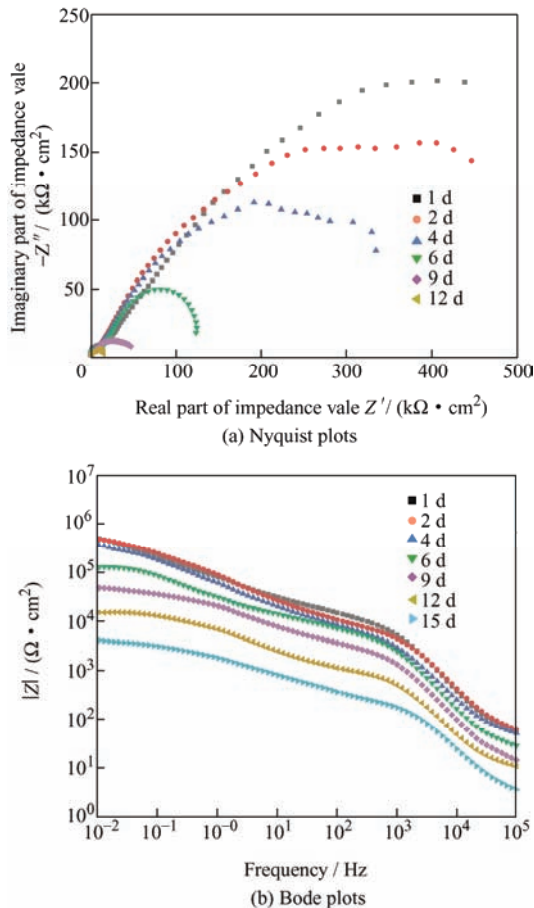 250
200
150
100
50
0
100
200
300
400
500
Imaginary part of impedance vale
−Z″/ (kΩ • cm²)
1 d
2 d
4 d
6 d
9 d
12 d
Real part of impedance vale Z′/ (kΩ • cm²)
(a) Nyquist plots
10⁷
10⁶
10⁵
10⁴
10³
10²
10¹
10⁰
|Z| / (Ω • cm²)
1 d
2 d
4 d
6 d
9 d
12 d
15 d
10⁻²
10⁻¹
10⁻⁰
10¹
10²
10³
10⁴
10⁵
Frequency / Hz
(b) Bode plots